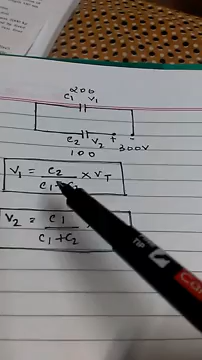 200
C1 V1
C2 V2 + -
300V
100
V1 = C2 / C1 + C2 × VT
V2 = C1 / C1 + C2 ×